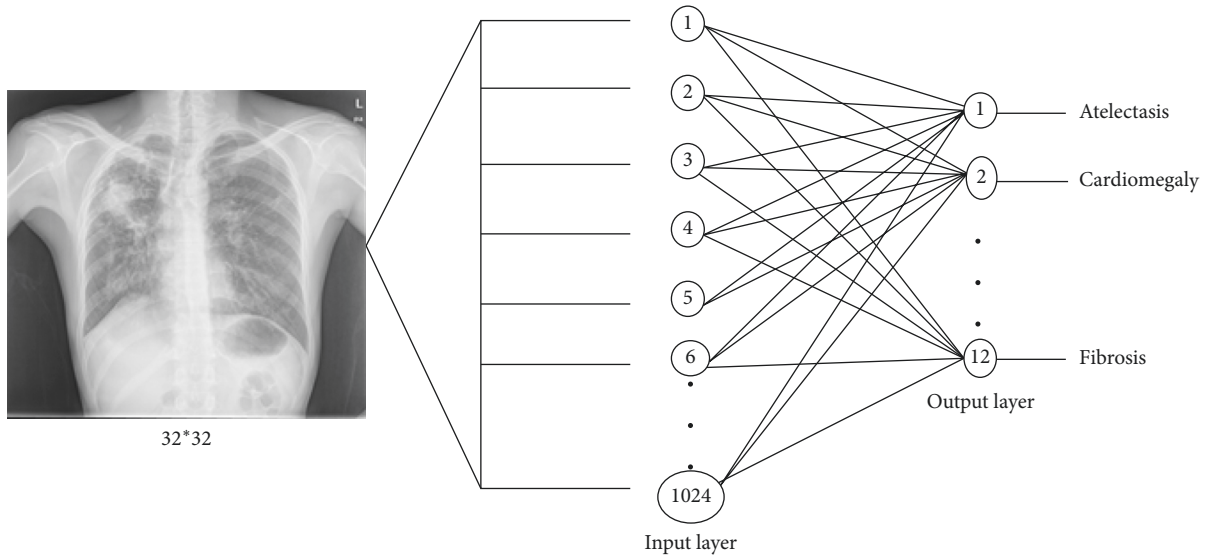 L
32*32
1
2
3
4
5
6
1024
Input layer
1
2
12
Output layer
Atelectasis
Cardiomegaly
Fibrosis